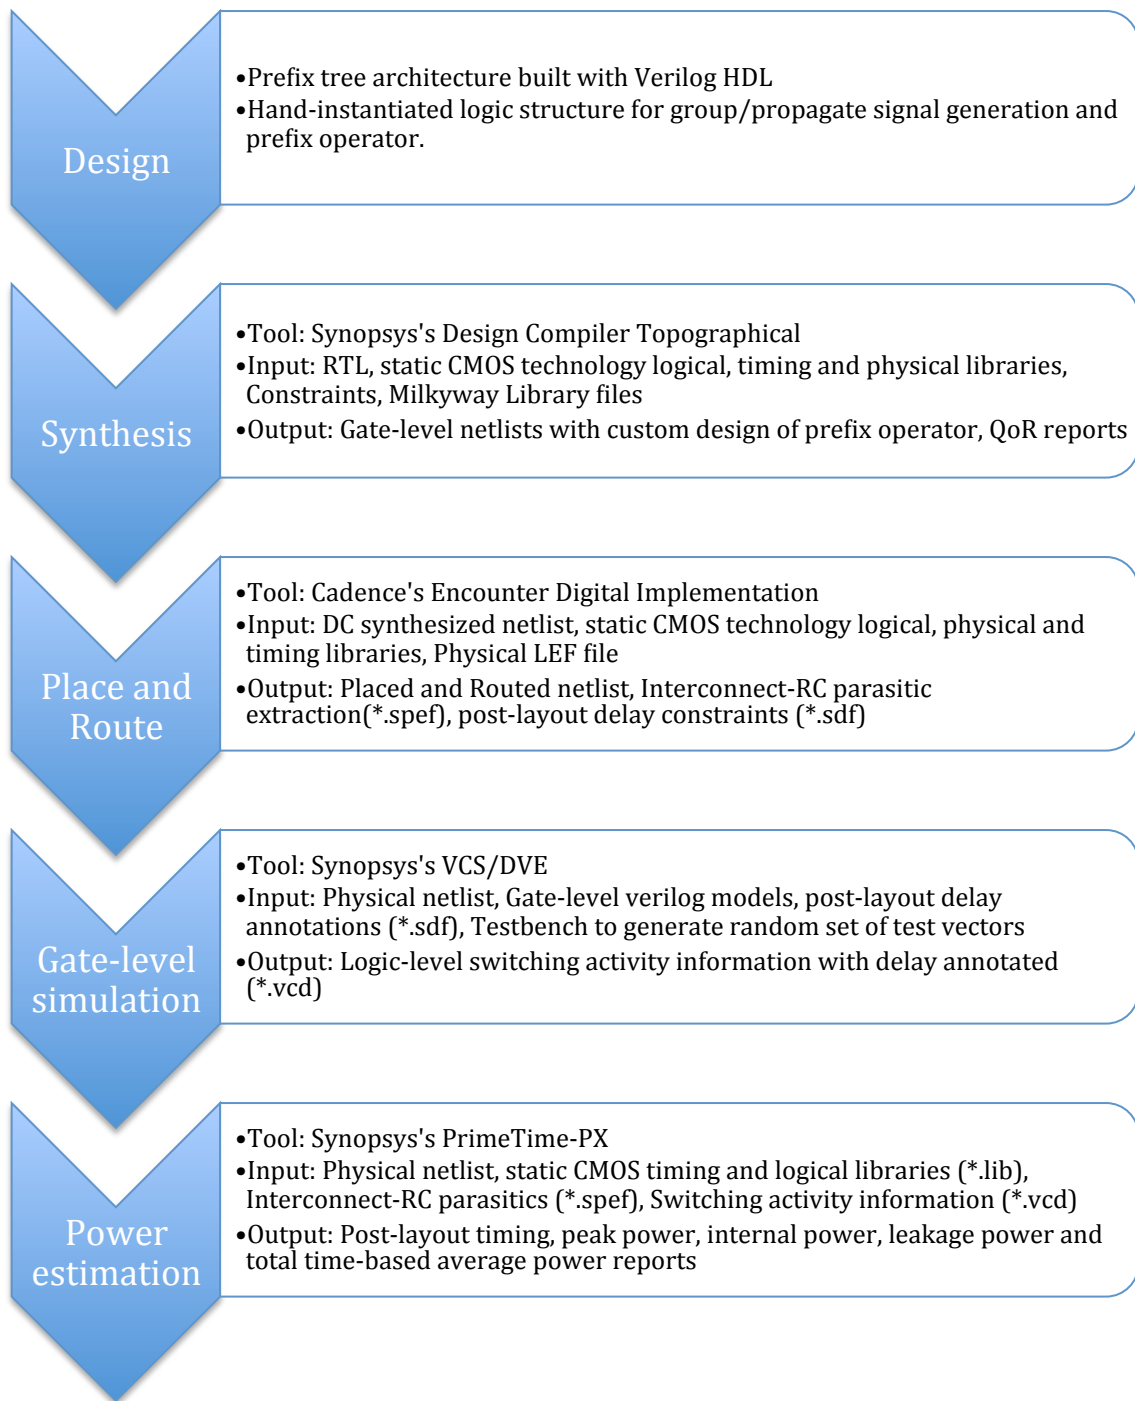 Design
•Prefix tree architecture built with Verilog HDL
•Hand-instantiated logic structure for group/propagate signal generation and
prefix operator.
Synthesis
•Tool: Synopsys's Design Compiler Topographical
•Input: RTL, static CMOS technology logical, timing and physical libraries,
Constraints, Milkyway Library files
•Output: Gate-level netlists with custom design of prefix operator, QoR reports
Place and
Route
•Tool: Cadence's Encounter Digital Implementation
•Input: DC synthesized netlist, static CMOS technology logical, physical and
timing libraries, Physical LEF file
•Output: Placed and Routed netlist, Interconnect-RC parasitic
extraction(*.spef), post-layout delay constraints (*.sdf)
Gate-level
simulation
•Tool: Synopsys's VCS/DVE
•Input: Physical netlist, Gate-level verilog models, post-layout delay
annotations (*.sdf), Testbench to generate random set of test vectors
•Output: Logic-level switching activity information with delay annotated
(*.vcd)
Power
estimation
•Tool: Synopsys's PrimeTime-PX
•Input: Physical netlist, static CMOS timing and logical libraries (*.lib),
Interconnect-RC parasitics (*.spef), Switching activity information (*.vcd)
•Output: Post-layout timing, peak power, internal power, leakage power and
total time-based average power reports